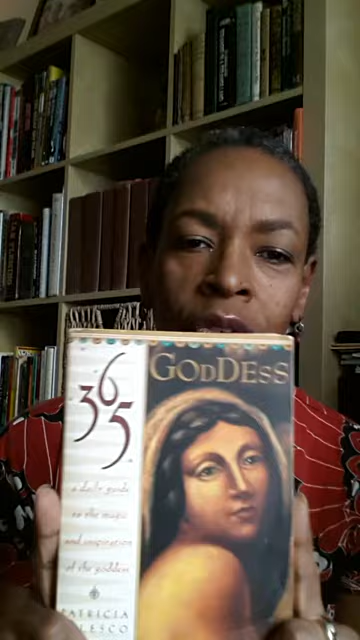 365
GODDESS
a daily guide
to the magic
and inspiration
of the goddess
PATRICIA